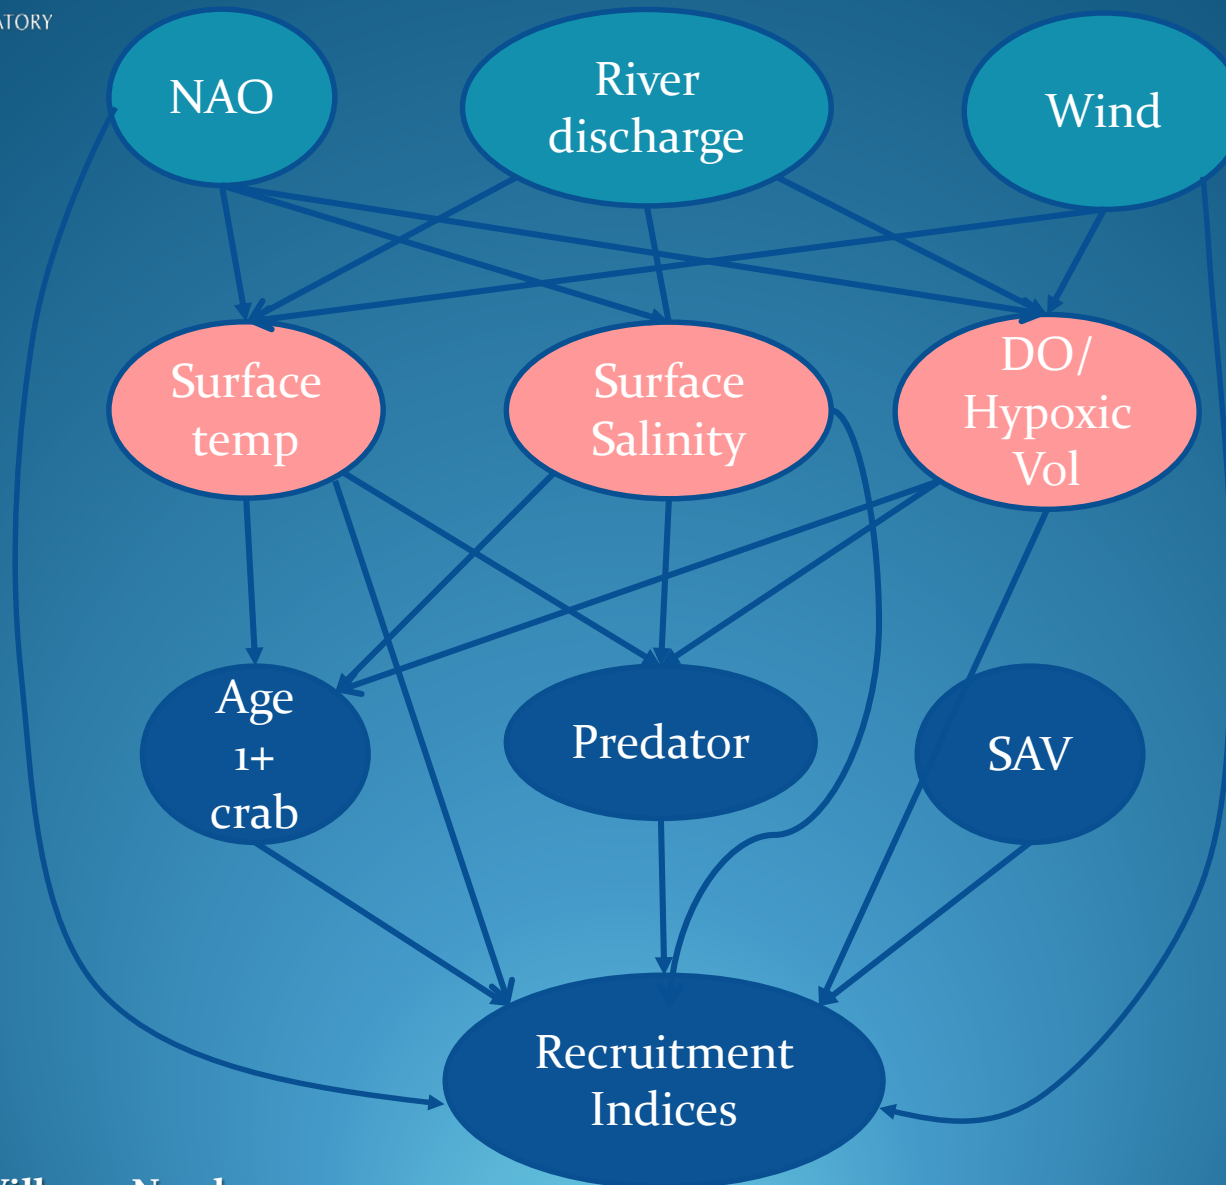 NAO
River
discharge
Wind
Surface
temp
Surface
Salinity
DO/
Hypoxic
Vol
Age
1+
crab
Predator
SAV
Recruitment
Indices